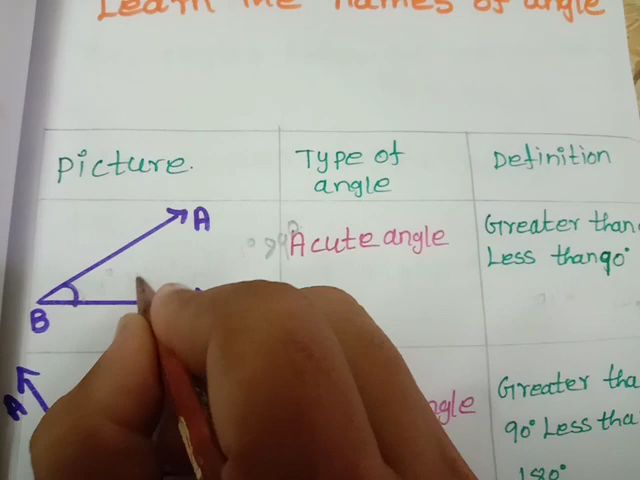 Learn the names of angle
Picture.
Type of
angle
Definition
A
B
Acute angle
Greater than
Less than 90°
A
Greater tha
90° Less tha
180°